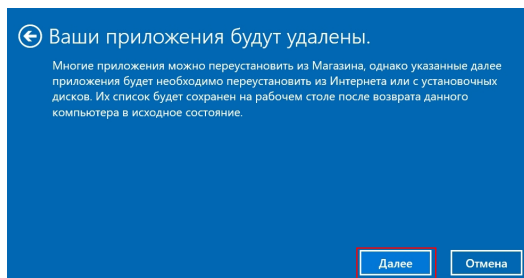 Ваши приложения будут удалены.
Многие приложения можно переустановить из Магазина, однако указанные далее
приложения будет необходимо переустановить из Интернета или с установочных
дисков. Их список будет сохранен на рабочем столе после возврата данного
компьютера в исходное состояние.
Далее
Отмена